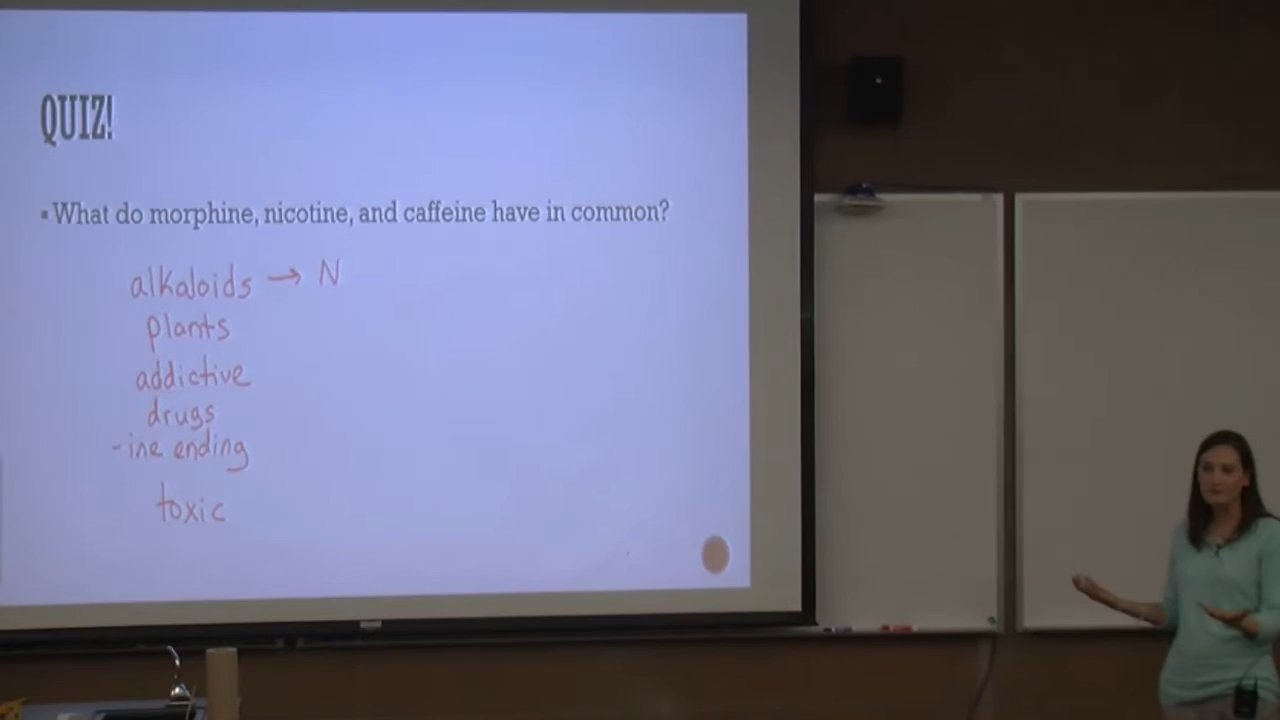 QUIZ!
▪ What do morphine, nicotine, and caffeine have in common?
alkaloids → N
plants
addictive
drugs
-ine ending
toxic